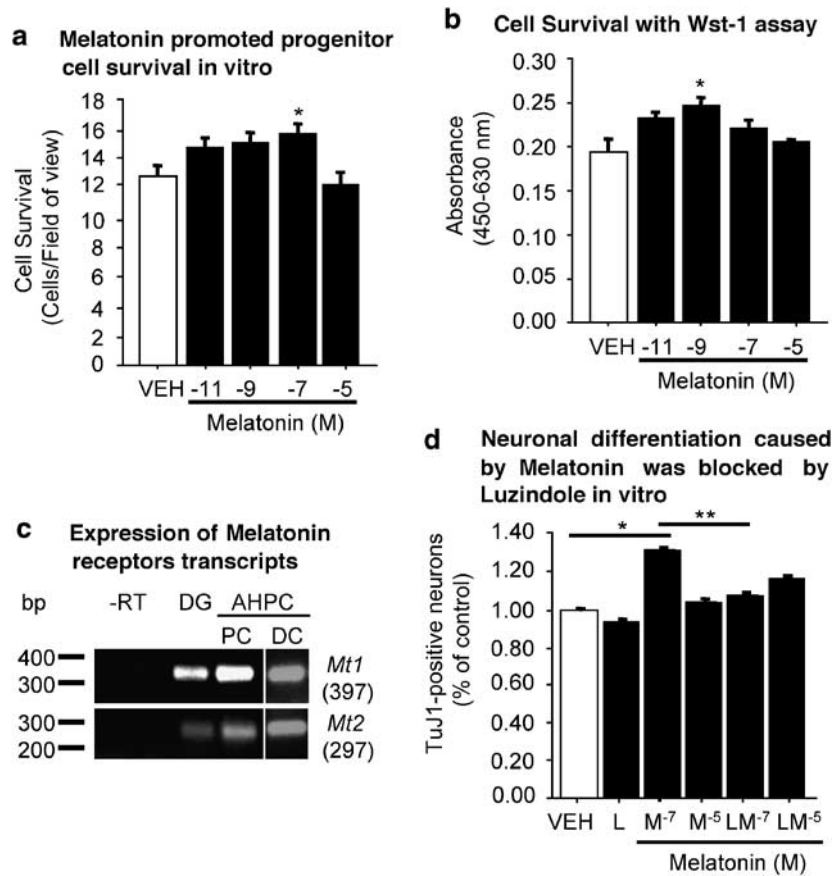 a Melatonin promoted progenitor
cell survival in vitro
18
16
14
12
10
8
6
4
2
0
Cell Survival
(Cells/Field of view)
*
VEH -11 -9 -7 -5
Melatonin (M)
b Cell Survival with Wst-1 assay
0.30
0.25
0.20
0.15
0.10
0.05
0.00
Absorbance
(450-630 nm)
*
VEH -11 -9 -7 -5
Melatonin (M)
c Expression of Melatonin
receptors transcripts
bp -RT DG AHPC
PC DC
400
300
Mt1
(397)
300
200
Mt2
(297)
d Neuronal differentiation caused
by Melatonin was blocked by
Luzindole in vitro
1.40
1.20
1.00
0.80
0.60
0.40
0.20
0.00
TuJ1-positive neurons
(% of control)
* **
VEH L M-7 M-5 LM-7 LM-5
Melatonin (M)